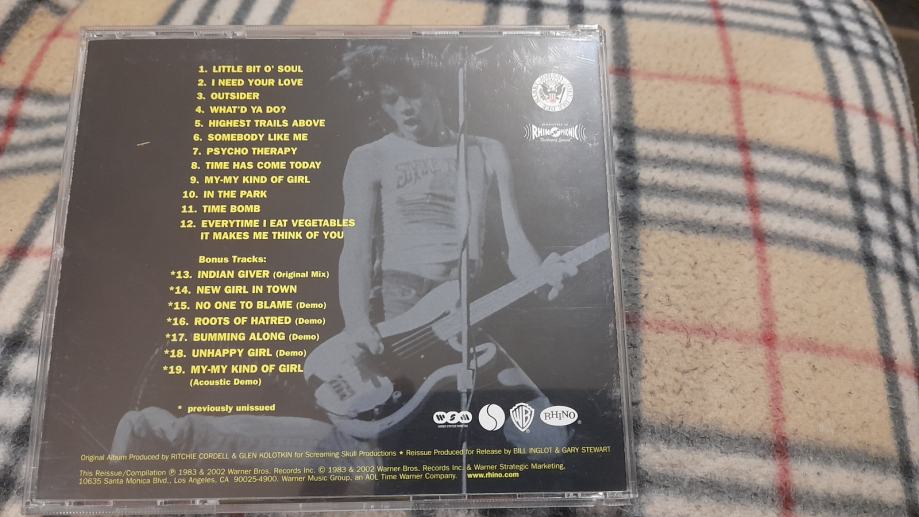 1. LITTLE BIT O' SOUL
2. I NEED YOUR LOVE
3. OUTSIDER
4. WHAT'D YA DO?
5. HIGHEST TRAILS ABOVE
6. SOMEBODY LIKE ME
7. PSYCHO THERAPY
8. TIME HAS COME TODAY
9. MY-MY KIND OF GIRL
10. IN THE PARK
11. TIME BOMB
12. EVERYTIME I EAT VEGETABLES
IT MAKES ME THINK OF YOU
Bonus Tracks:
*13. INDIAN GIVER (Original Mix)
*14. NEW GIRL IN TOWN
*15. NO ONE TO BLAME (Demo)
*16. ROOTS OF HATRED (Demo)
*17. BUMMING ALONG (Demo)
*18. UNHAPPY GIRL (Demo)
*19. MY-MY KIND OF GIRL
(Acoustic Demo)
* previously unissued
RHINOPHONIC
WSM
WB
RHINO
Original Album Produced by RITCHIE CORDELL & GLEN KOLOTKIN for Screaming Skull Productions ★ Reissue Produced for Release by BILL INGLOT & GARY STEWART
This Reissue/Compilation ℗ 1983 & 2002 Warner Bros. Records Inc. © 1983 & 2002 Warner Bros. Records Inc. & Warner Strategic Marketing,
10635 Santa Monica Blvd., Los Angeles, CA 90025-4900. Warner Music Group, an AOL Time Warner Company. www.rhino.com